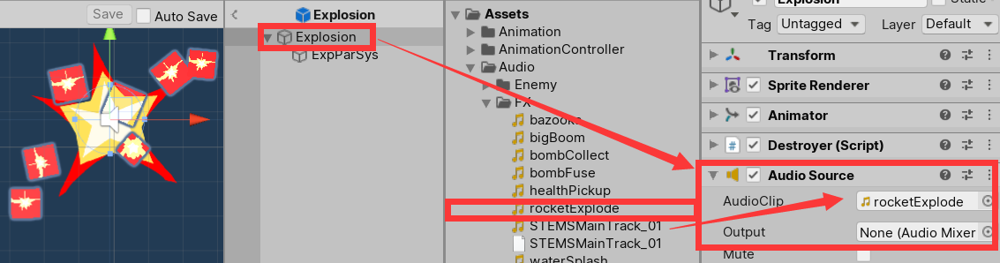 Save
Auto Save
Explosion
Explosion
ExpParSys
Assets
Animation
AnimationController
Audio
Enemy
FX
bazooka
bigBoom
bombCollect
bombFuse
healthPickup
rocketExplode
STEMSMainTrack_01
STEMSMainTrack_01
waterSplash
Explosion
Static
Tag Untagged Layer Default
Transform
Sprite Renderer
Animator
Destroyer (Script)
Audio Source
AudioClip rocketExplode
Output None (Audio Mixer
Mute